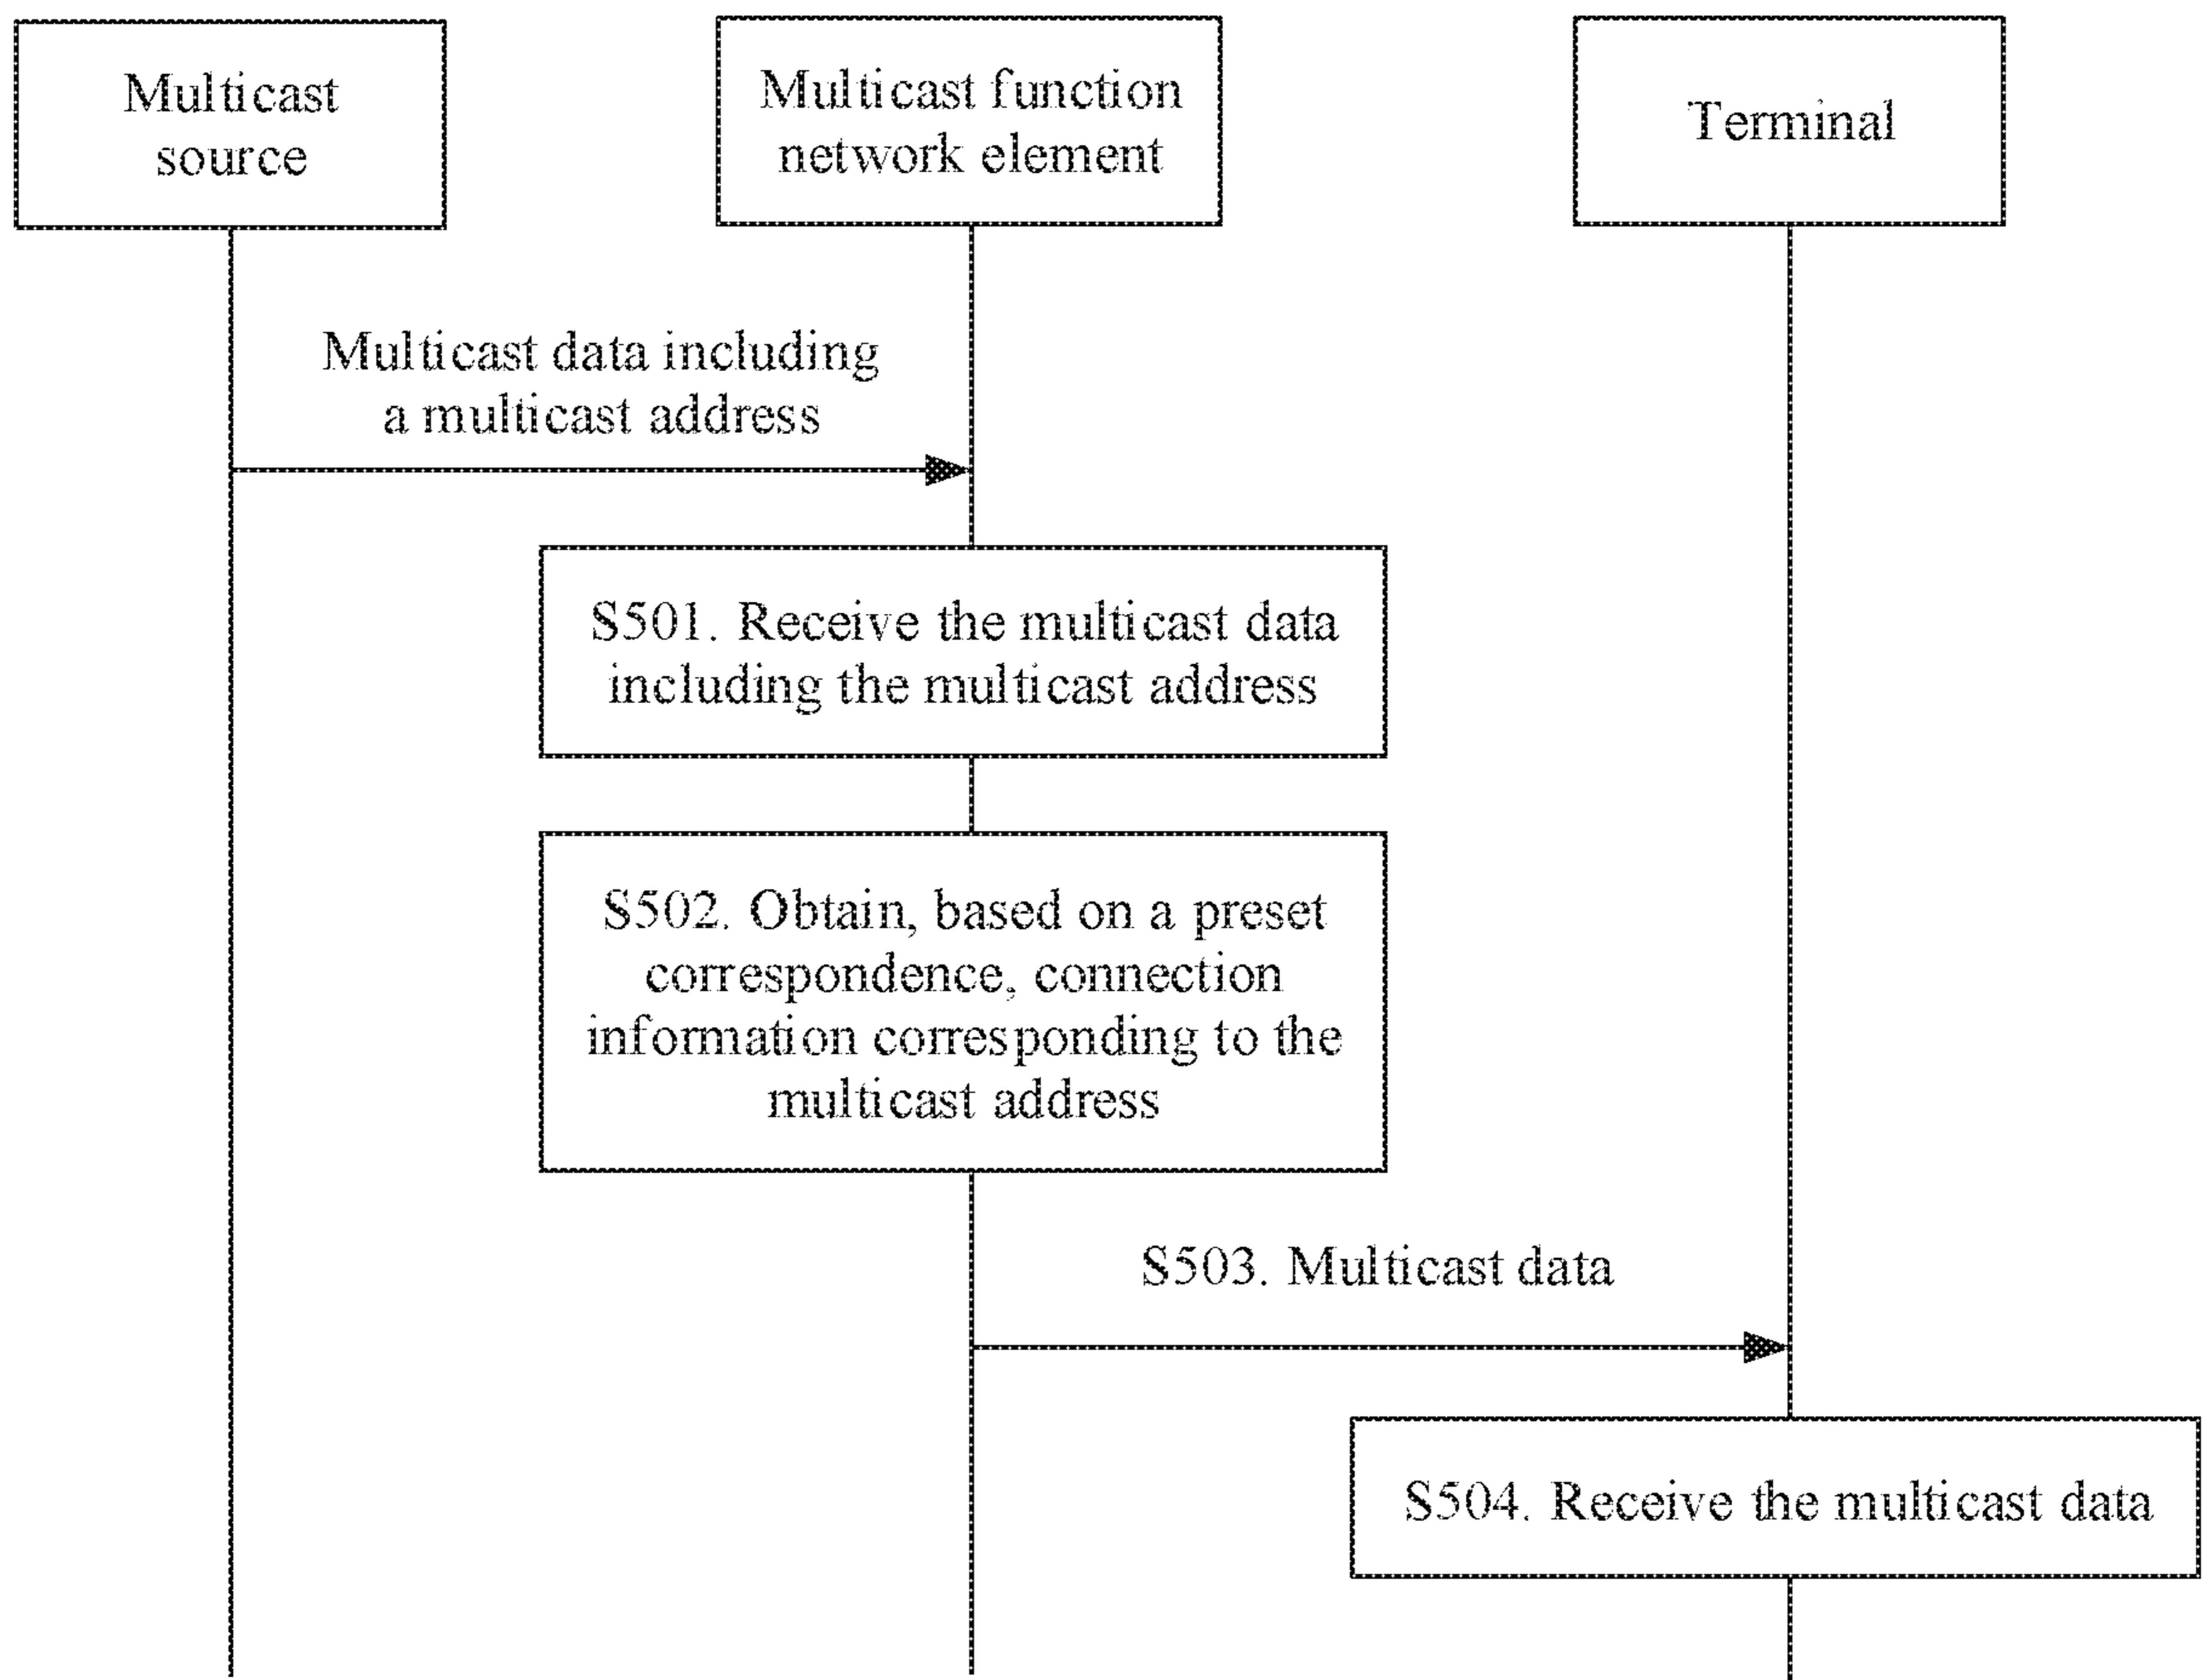 Multicast
source
Multicast function
network element
Terminal
Multicast data including
a multicast address
S501. Receive the multicast data
including the multicast address
S502. Obtain, based on a preset
correspondence, connection
information corresponding to the
multicast address
S503. Multicast data
S504. Receive the multicast data